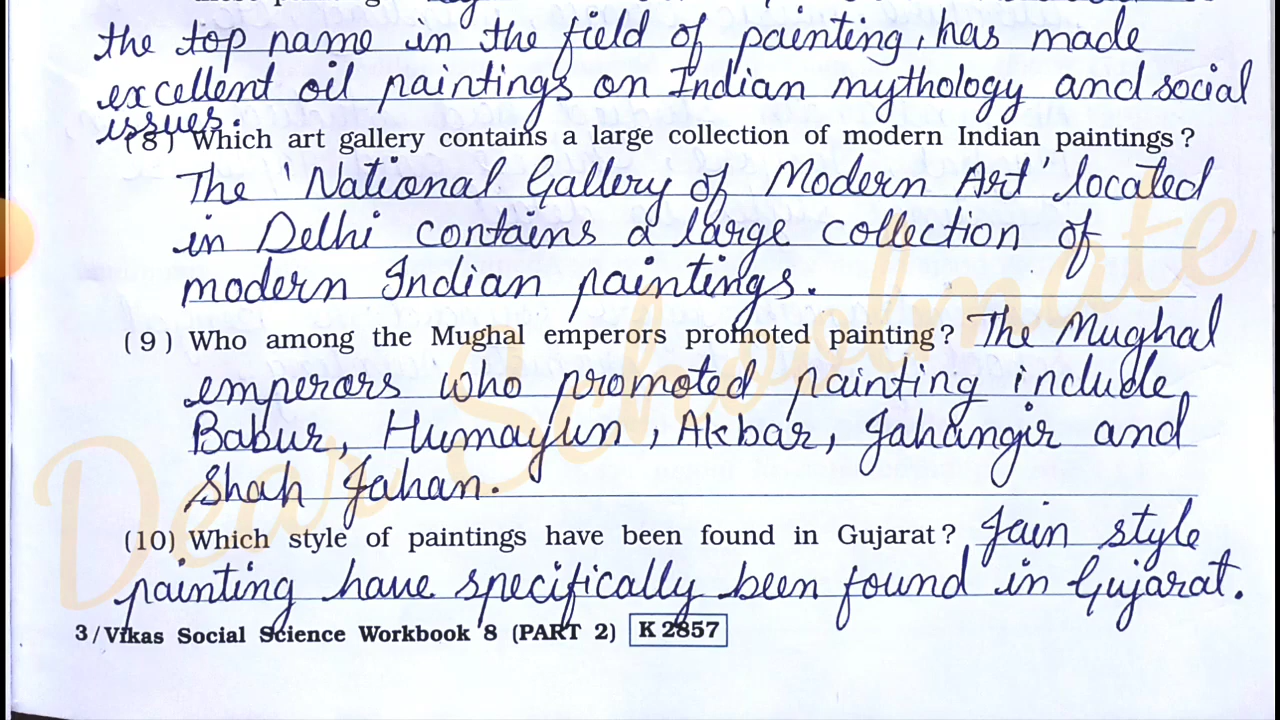 the top name in the field of painting, has made
excellent oil paintings on Indian mythology and social
issues.
(8) Which art gallery contains a large collection of modern Indian paintings ?
The 'National Gallery of Modern Art' located
in Delhi contains a large collection of
modern Indian paintings.
(9) Who among the Mughal emperors promoted painting ? The Mughal
emperors who promoted painting include
Babur, Humayun, Akbar, Jahangir and
Shah Jahan.
(10) Which style of paintings have been found in Gujarat ? Jain style
painting have specifically been found in Gujarat.
3/Vikas Social Science Workbook 8 (PART 2) K 2857
Dear Schoolmate